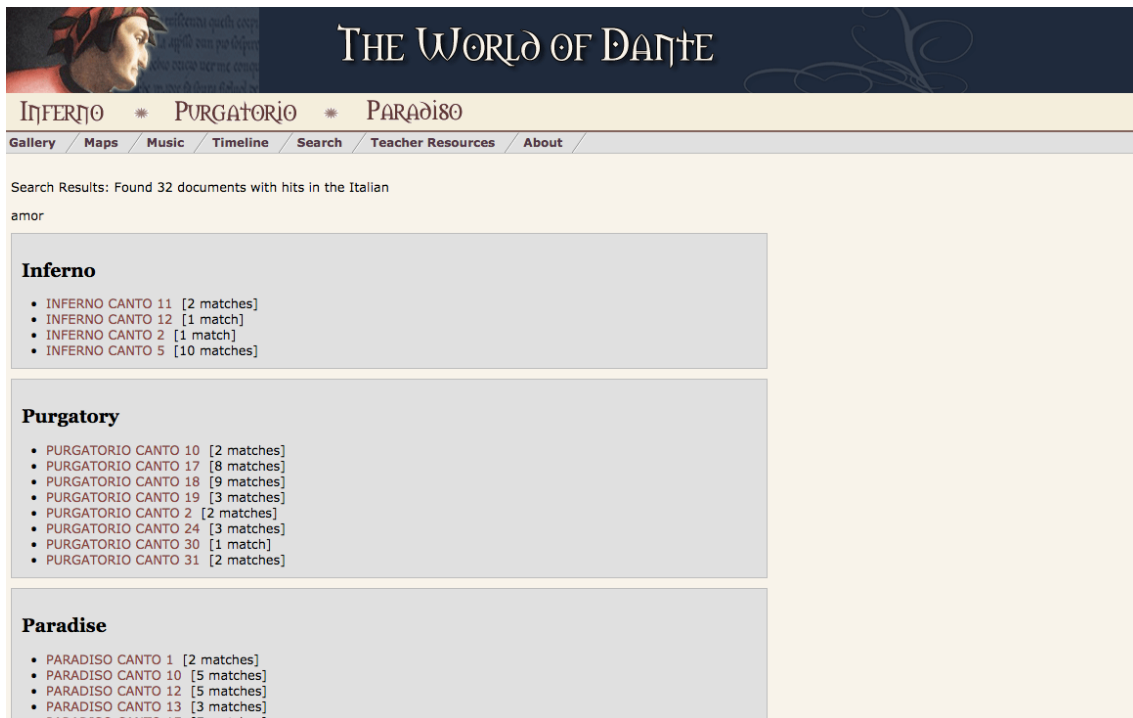 THE WORLD OF DANTE
INFERNO * PURGATORIO * PARADISO
Gallery / Maps / Music / Timeline / Search / Teacher Resources / About /
Search Results: Found 32 documents with hits in the Italian
amor
Inferno
• INFERNO CANTO 11 [2 matches]
• INFERNO CANTO 12 [1 match]
• INFERNO CANTO 2 [1 match]
• INFERNO CANTO 5 [10 matches]
Purgatory
• PURGATORIO CANTO 10 [2 matches]
• PURGATORIO CANTO 17 [8 matches]
• PURGATORIO CANTO 18 [9 matches]
• PURGATORIO CANTO 19 [3 matches]
• PURGATORIO CANTO 2 [2 matches]
• PURGATORIO CANTO 24 [3 matches]
• PURGATORIO CANTO 30 [1 match]
• PURGATORIO CANTO 31 [2 matches]
Paradise
• PARADISO CANTO 1 [2 matches]
• PARADISO CANTO 10 [5 matches]
• PARADISO CANTO 12 [5 matches]
• PARADISO CANTO 13 [3 matches]